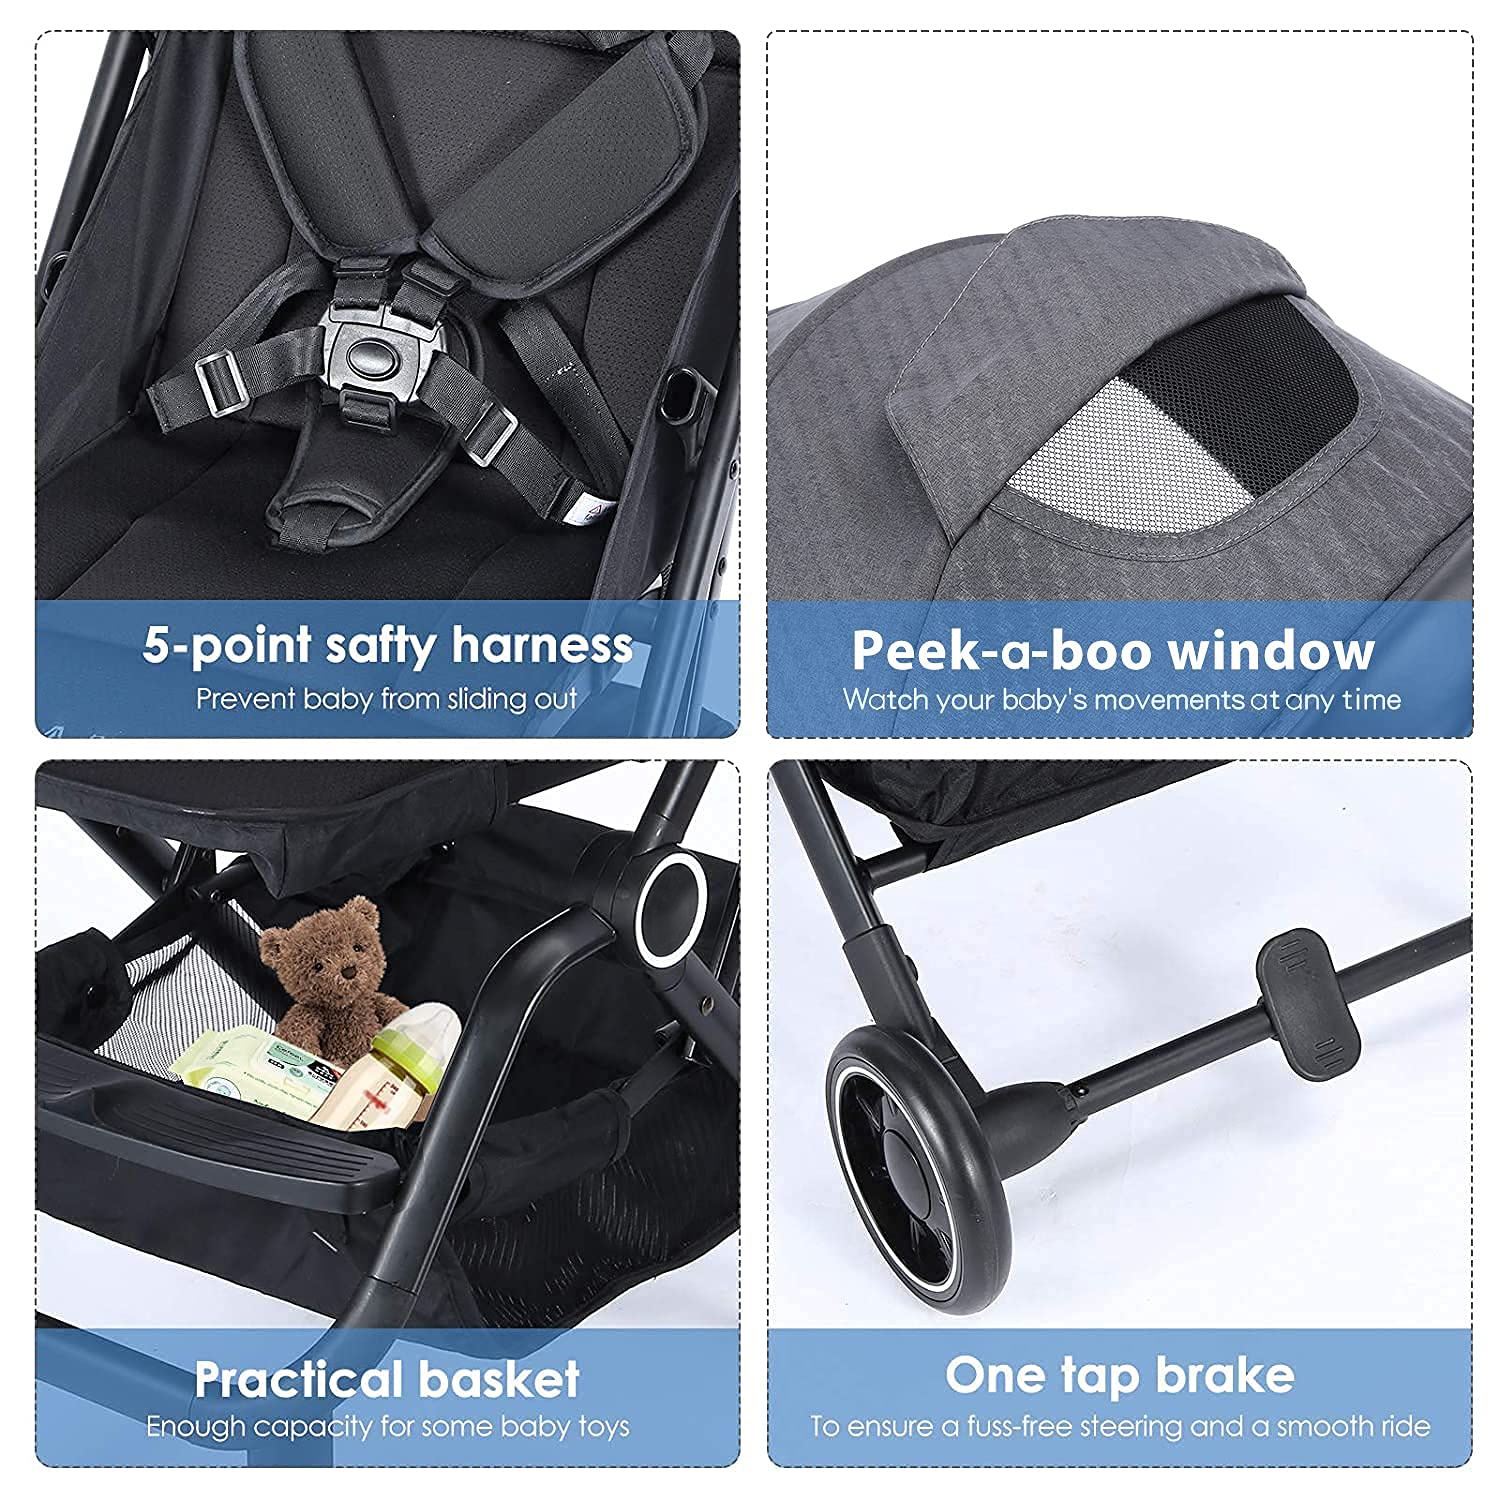 5-point safty harness
Prevent baby from sliding out
Peek-a-boo window
Watch your baby's movements at any time
Practical basket
Enough capacity for some baby toys
One tap brake
To ensure a fuss-free steering and a smooth ride